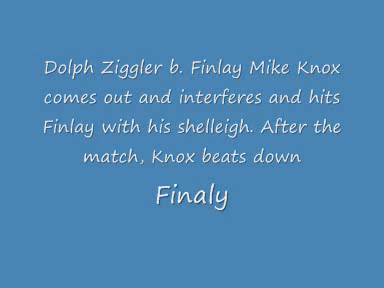 Dolph Ziggler b. Finlay Mike Knox
comes out and interferes and hits
Finlay with his shelleigh. After the
match, Knox beats down
Finaly